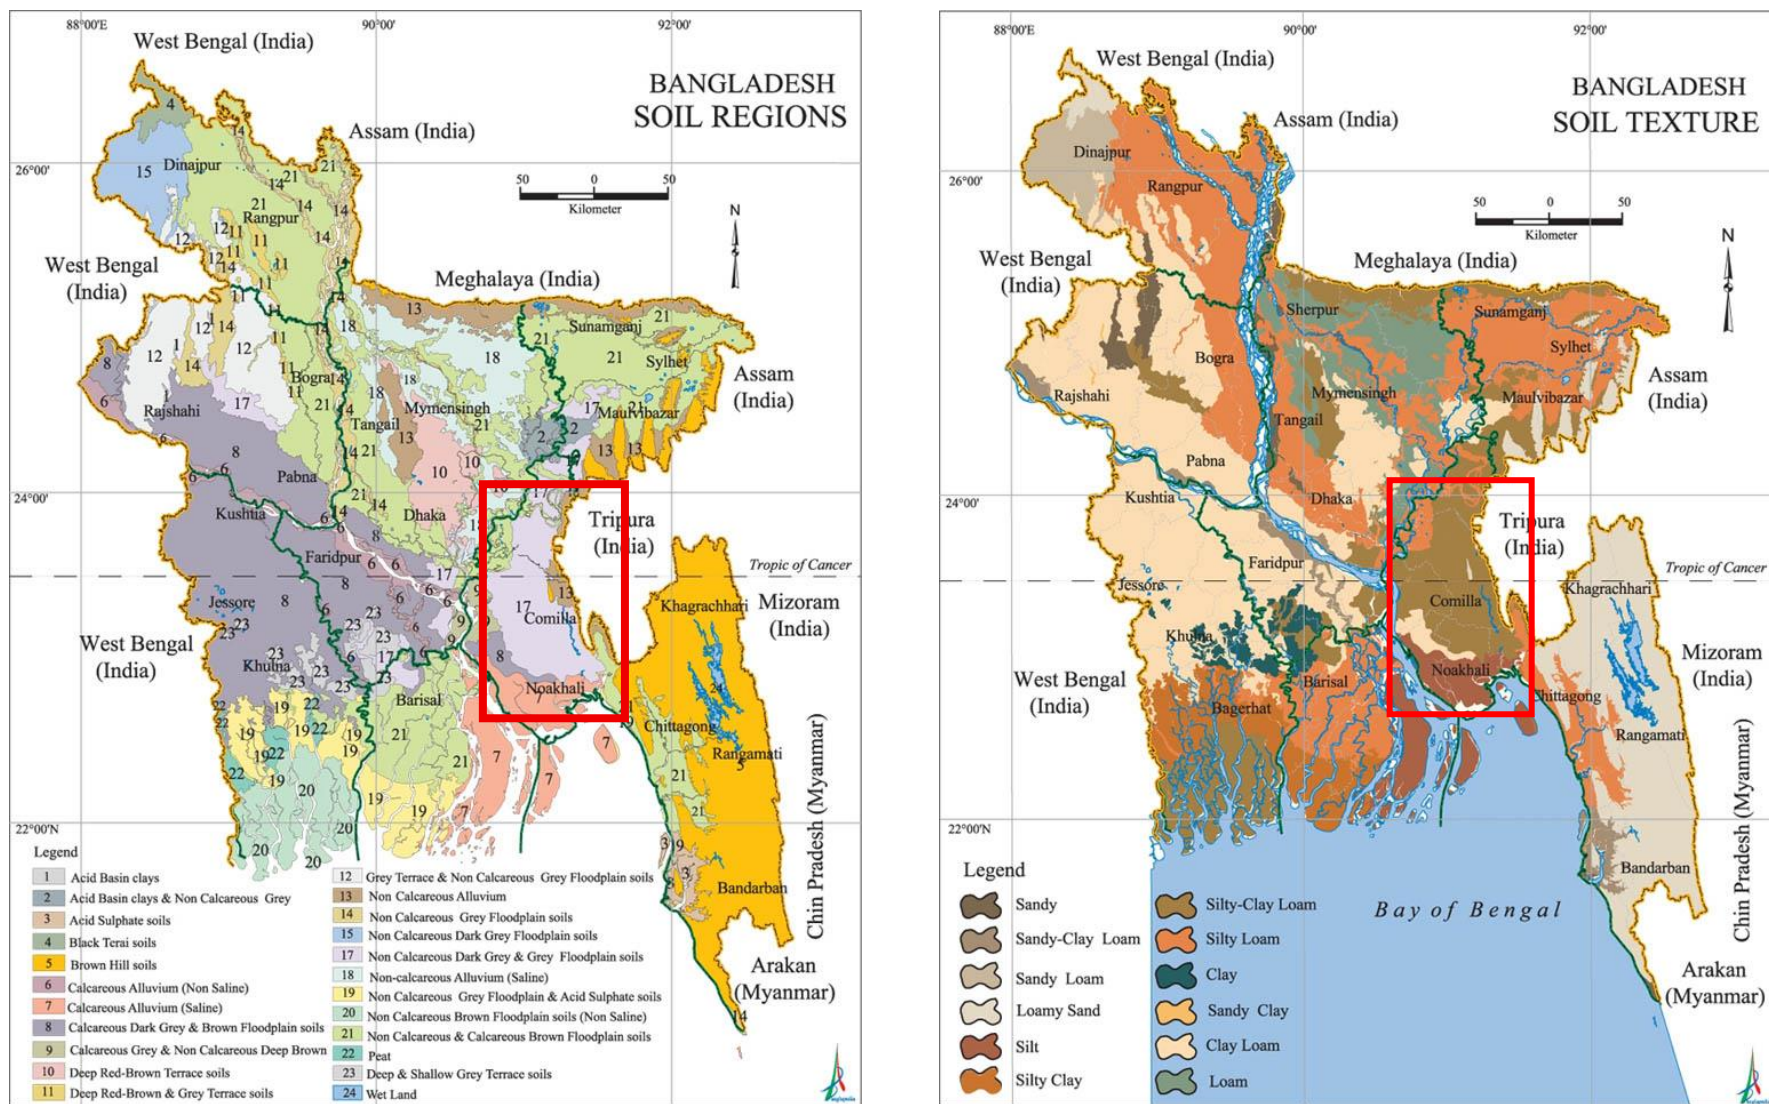 88°00'E
90°00'
92°00'
West Bengal (India)
BANGLADESH
SOIL REGIONS
Assam (India)
26°00'
Dinajpur
Rangpur
50 0 50
Kilometer
N
West Bengal
(India)
Meghalaya (India)
Sunamganj
Sylhet
Assam
(India)
Bogra
Rajshahi
Mymensingh
Maulvibazar
Tangail
Pabna
24°00'
Kushtia
Dhaka
Tripura
(India)
Faridpur
Tropic of Cancer
Jessore
Comilla
Khagrachhari
Mizoram
(India)
West Bengal
(India)
Khulna
Barisal
Noakhali
Chittagong
Rangamati
Chin Pradesh (Myanmar)
22°00'N
Bandarban
Arakan
(Myanmar)
Legend
1 Acid Basin clays
2 Acid Basin clays & Non Calcareous Grey
3 Acid Sulphate soils
4 Black Terai soils
5 Brown Hill soils
6 Calcareous Alluvium (Non Saline)
7 Calcareous Alluvium (Saline)
8 Calcareous Dark Grey & Brown Floodplain soils
9 Calcareous Grey & Non Calcareous Deep Brown
10 Deep Red-Brown Terrace soils
11 Deep Red-Brown & Grey Terrace soils
12 Grey Terrace & Non Calcareous Grey Floodplain soils
13 Non Calcareous Alluvium
14 Non Calcareous Grey Floodplain soils
15 Non Calcareous Dark Grey Floodplain soils
17 Non Calcareous Dark Grey & Grey Floodplain soils
18 Non-calcareous Alluvium (Saline)
19 Non Calcareous Grey Floodplain & Acid Sulphate soils
20 Non Calcareous Brown Floodplain soils (Non Saline)
21 Non Calcareous & Calcareous Brown Floodplain soils
22 Peat
23 Deep & Shallow Grey Terrace soils
24 Wet Land
88°00'E
90°00'
92°00'
West Bengal (India)
BANGLADESH
SOIL TEXTURE
Assam (India)
Dinajpur
26°00'
Rangpur
50 0 50
Kilometer
N
West Bengal
(India)
Meghalaya (India)
Sherpur
Sunamganj
Sylhet
Bogra
Assam
(India)
Rajshahi
Mymensingh
Maulvibazar
Tangail
Pabna
Kushtia
24°00'
Dhaka
Tripura
(India)
Faridpur
Tropic of Cancer
Jessore
Comilla
Khagrachhari
Khulna
Mizoram
(India)
Noakhali
West Bengal
(India)
Barisal
Bagerhat
Chittagong
Rangamati
Chin Pradesh (Myanmar)
22°00'N
Bandarban
Legend
Bay of Bengal
Arakan
(Myanmar)
Sandy
Sandy-Clay Loam
Sandy Loam
Loamy Sand
Silt
Silty Clay
Silty-Clay Loam
Silty Loam
Clay
Sandy Clay
Clay Loam
Loam